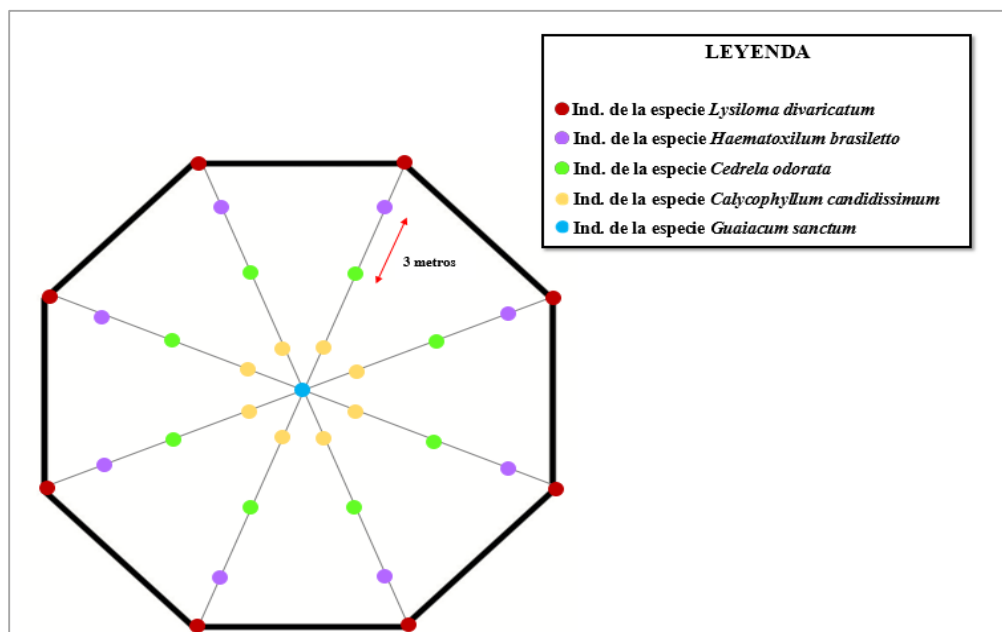 LEYENDA
Ind. de la especie Lysiloma divaricatum
Ind. de la especie Haematoxilum brasiletto
Ind. de la especie Cedrela odorata
Ind. de la especie Calycophyllum candidissimum
Ind. de la especie Guaiacum sanctum
3 metros